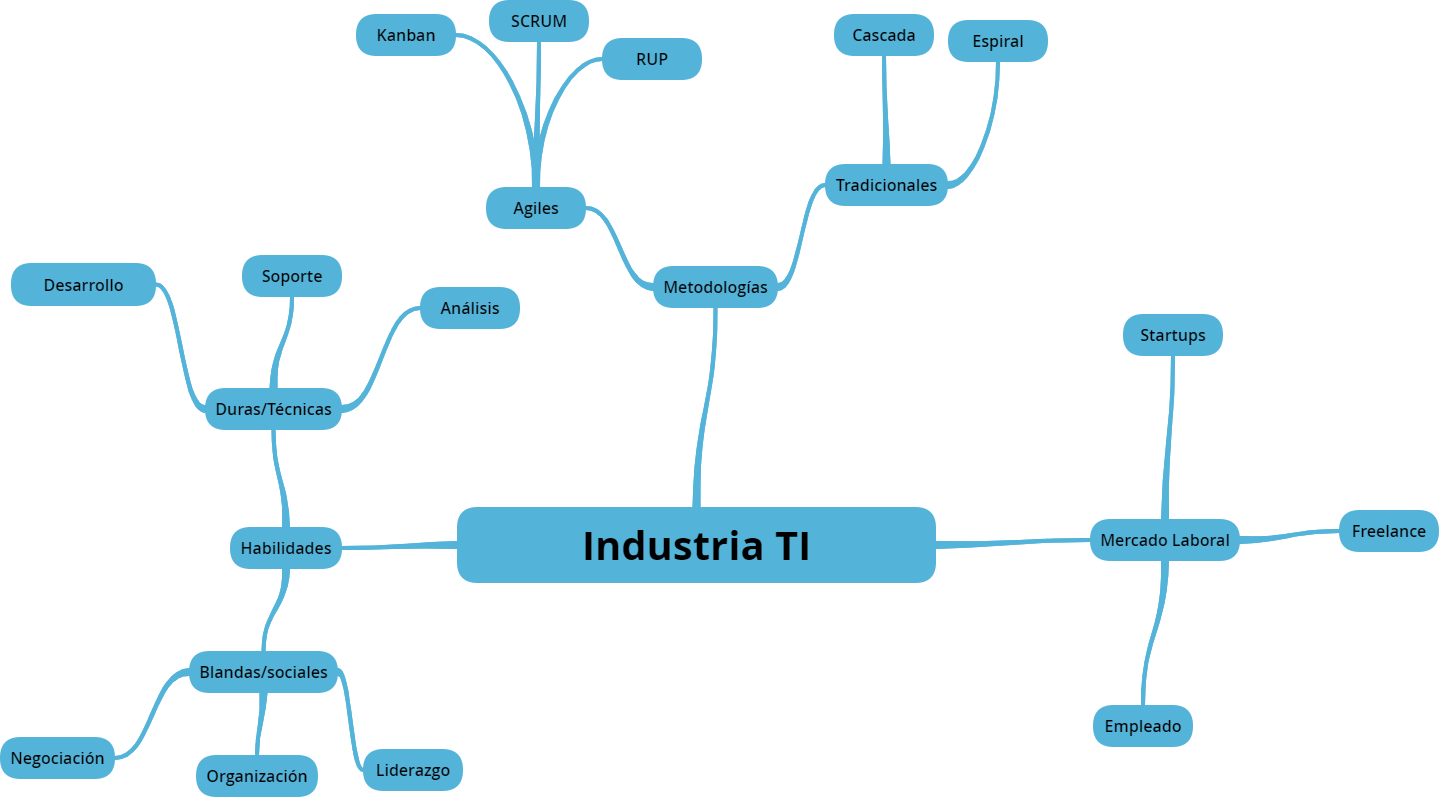 SCRUM
Kanban
Cascada
Espiral
RUP
Tradicionales
Agiles
Soporte
Desarrollo
Metodologías
Análisis
Startups
Duras/Técnicas
Freelance
Mercado Laboral
Industria TI
Habilidades
Blandas/sociales
Empleado
Negociación
Liderazgo
Organización